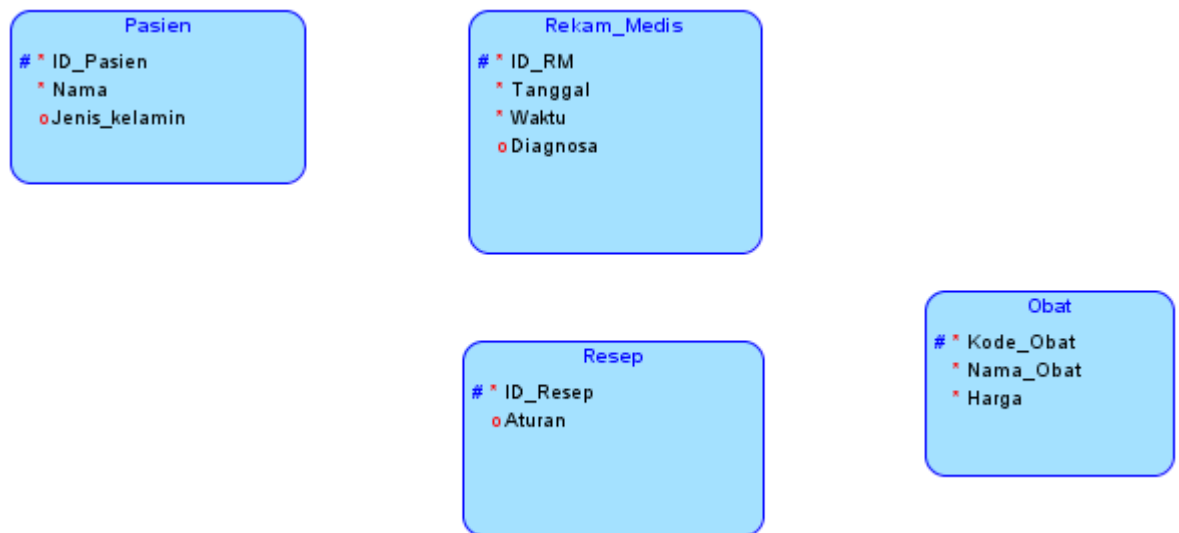 Pasien
# * ID_Pasien
* Nama
o Jenis_kelamin
Rekam_Medis
# * ID_RM
* Tanggal
* Waktu
o Diagnosa
Resep
# * ID_Resep
o Aturan
Obat
# * Kode_Obat
* Nama_Obat
* Harga